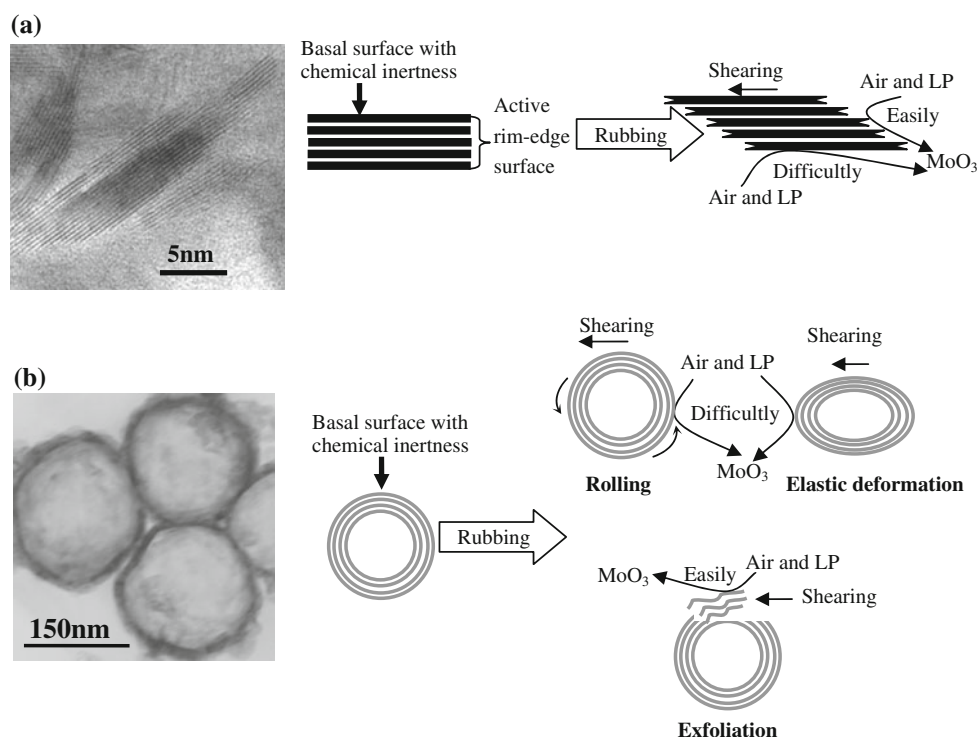 (a)
5nm
Basal surface with
chemical inertness
Active
rim-edge
surface
Rubbing
Shearing
Air and LP
Easily
MoO3
Difficultly
Air and LP
(b)
150nm
Basal surface with
chemical inertness
Rubbing
Shearing
Rolling
Air and LP
Difficultly
MoO3
Shearing
Elastic deformation
MoO3
Easily
Air and LP
Shearing
Exfoliation